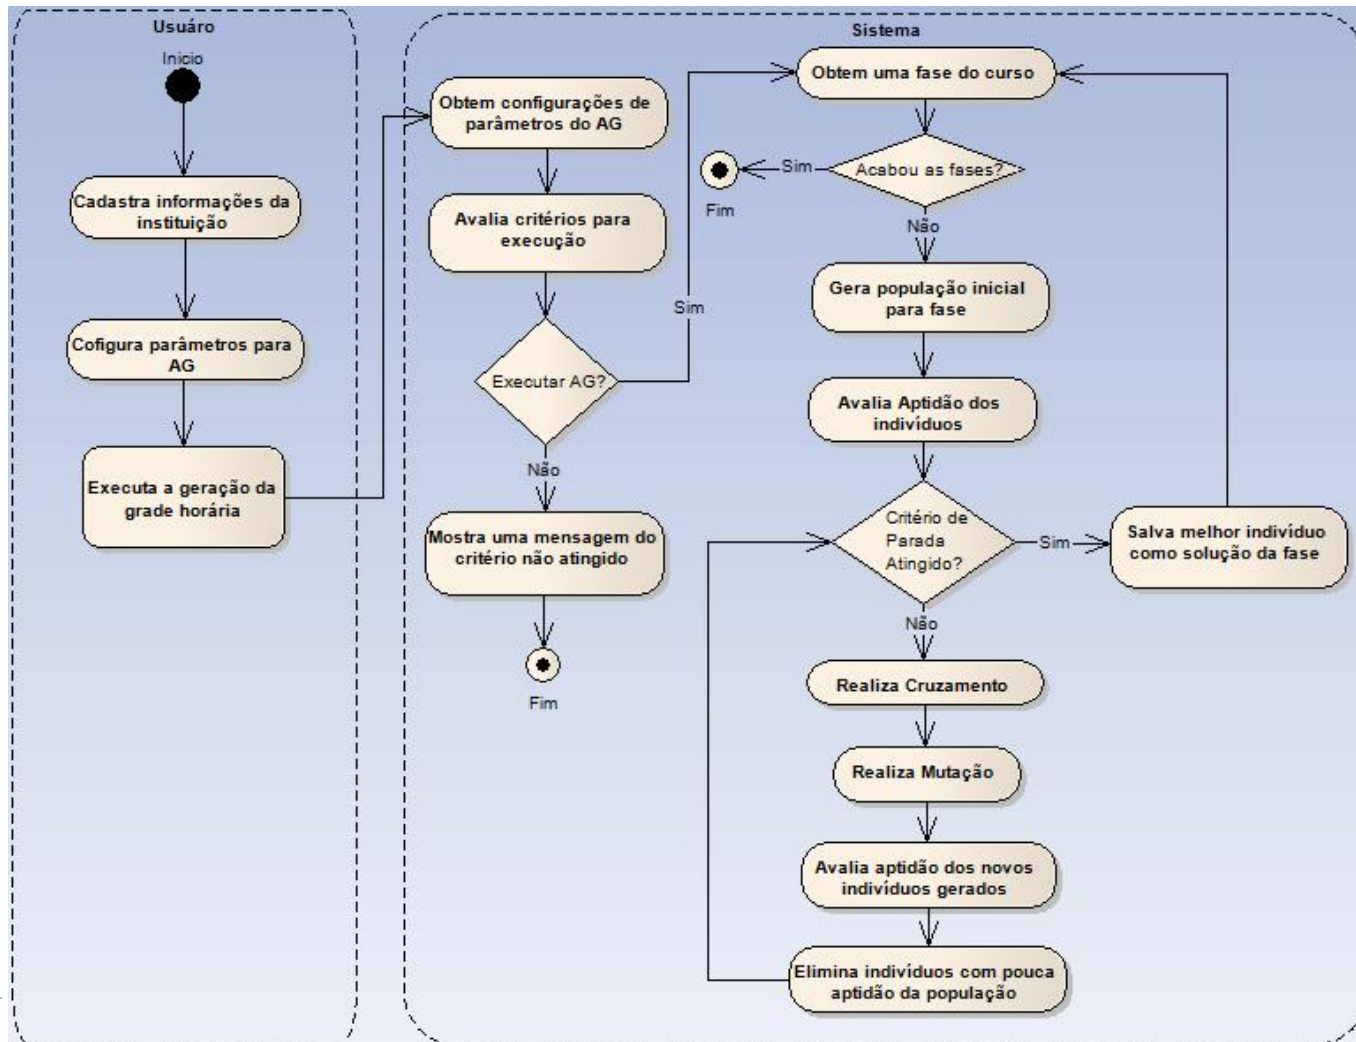 Usuáro
Inicio
Cadastra informações da
instituição
Cofigura parâmetros para
AG
Executa a geração da
grade horária
Sistema
Obtem configurações de
parâmetros do AG
Avalia critérios para
execução
Executar AG?
Sim
Não
Mostra uma mensagem do
critério não atingido
Fim
Obtem uma fase do curso
Acabou as fases?
Sim
Fim
Não
Gera população inicial
para fase
Avalia Aptidão dos
indivíduos
Critério de
Parada
Atingido?
Sim
Salva melhor indivíduo
como solução da fase
Não
Realiza Cruzamento
Realiza Mutação
Avalia aptidão dos novos
indivíduos gerados
Elimina indivíduos com pouca
aptidão da população